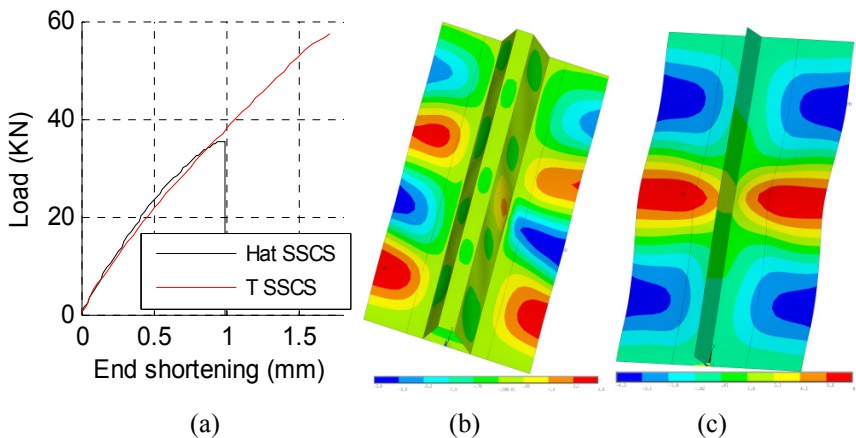 60
40
20
0
Load (KN)
Hat SSCS
T SSCS
0 0.5 1 1.5
End shortening (mm)
(a) (b) (c)